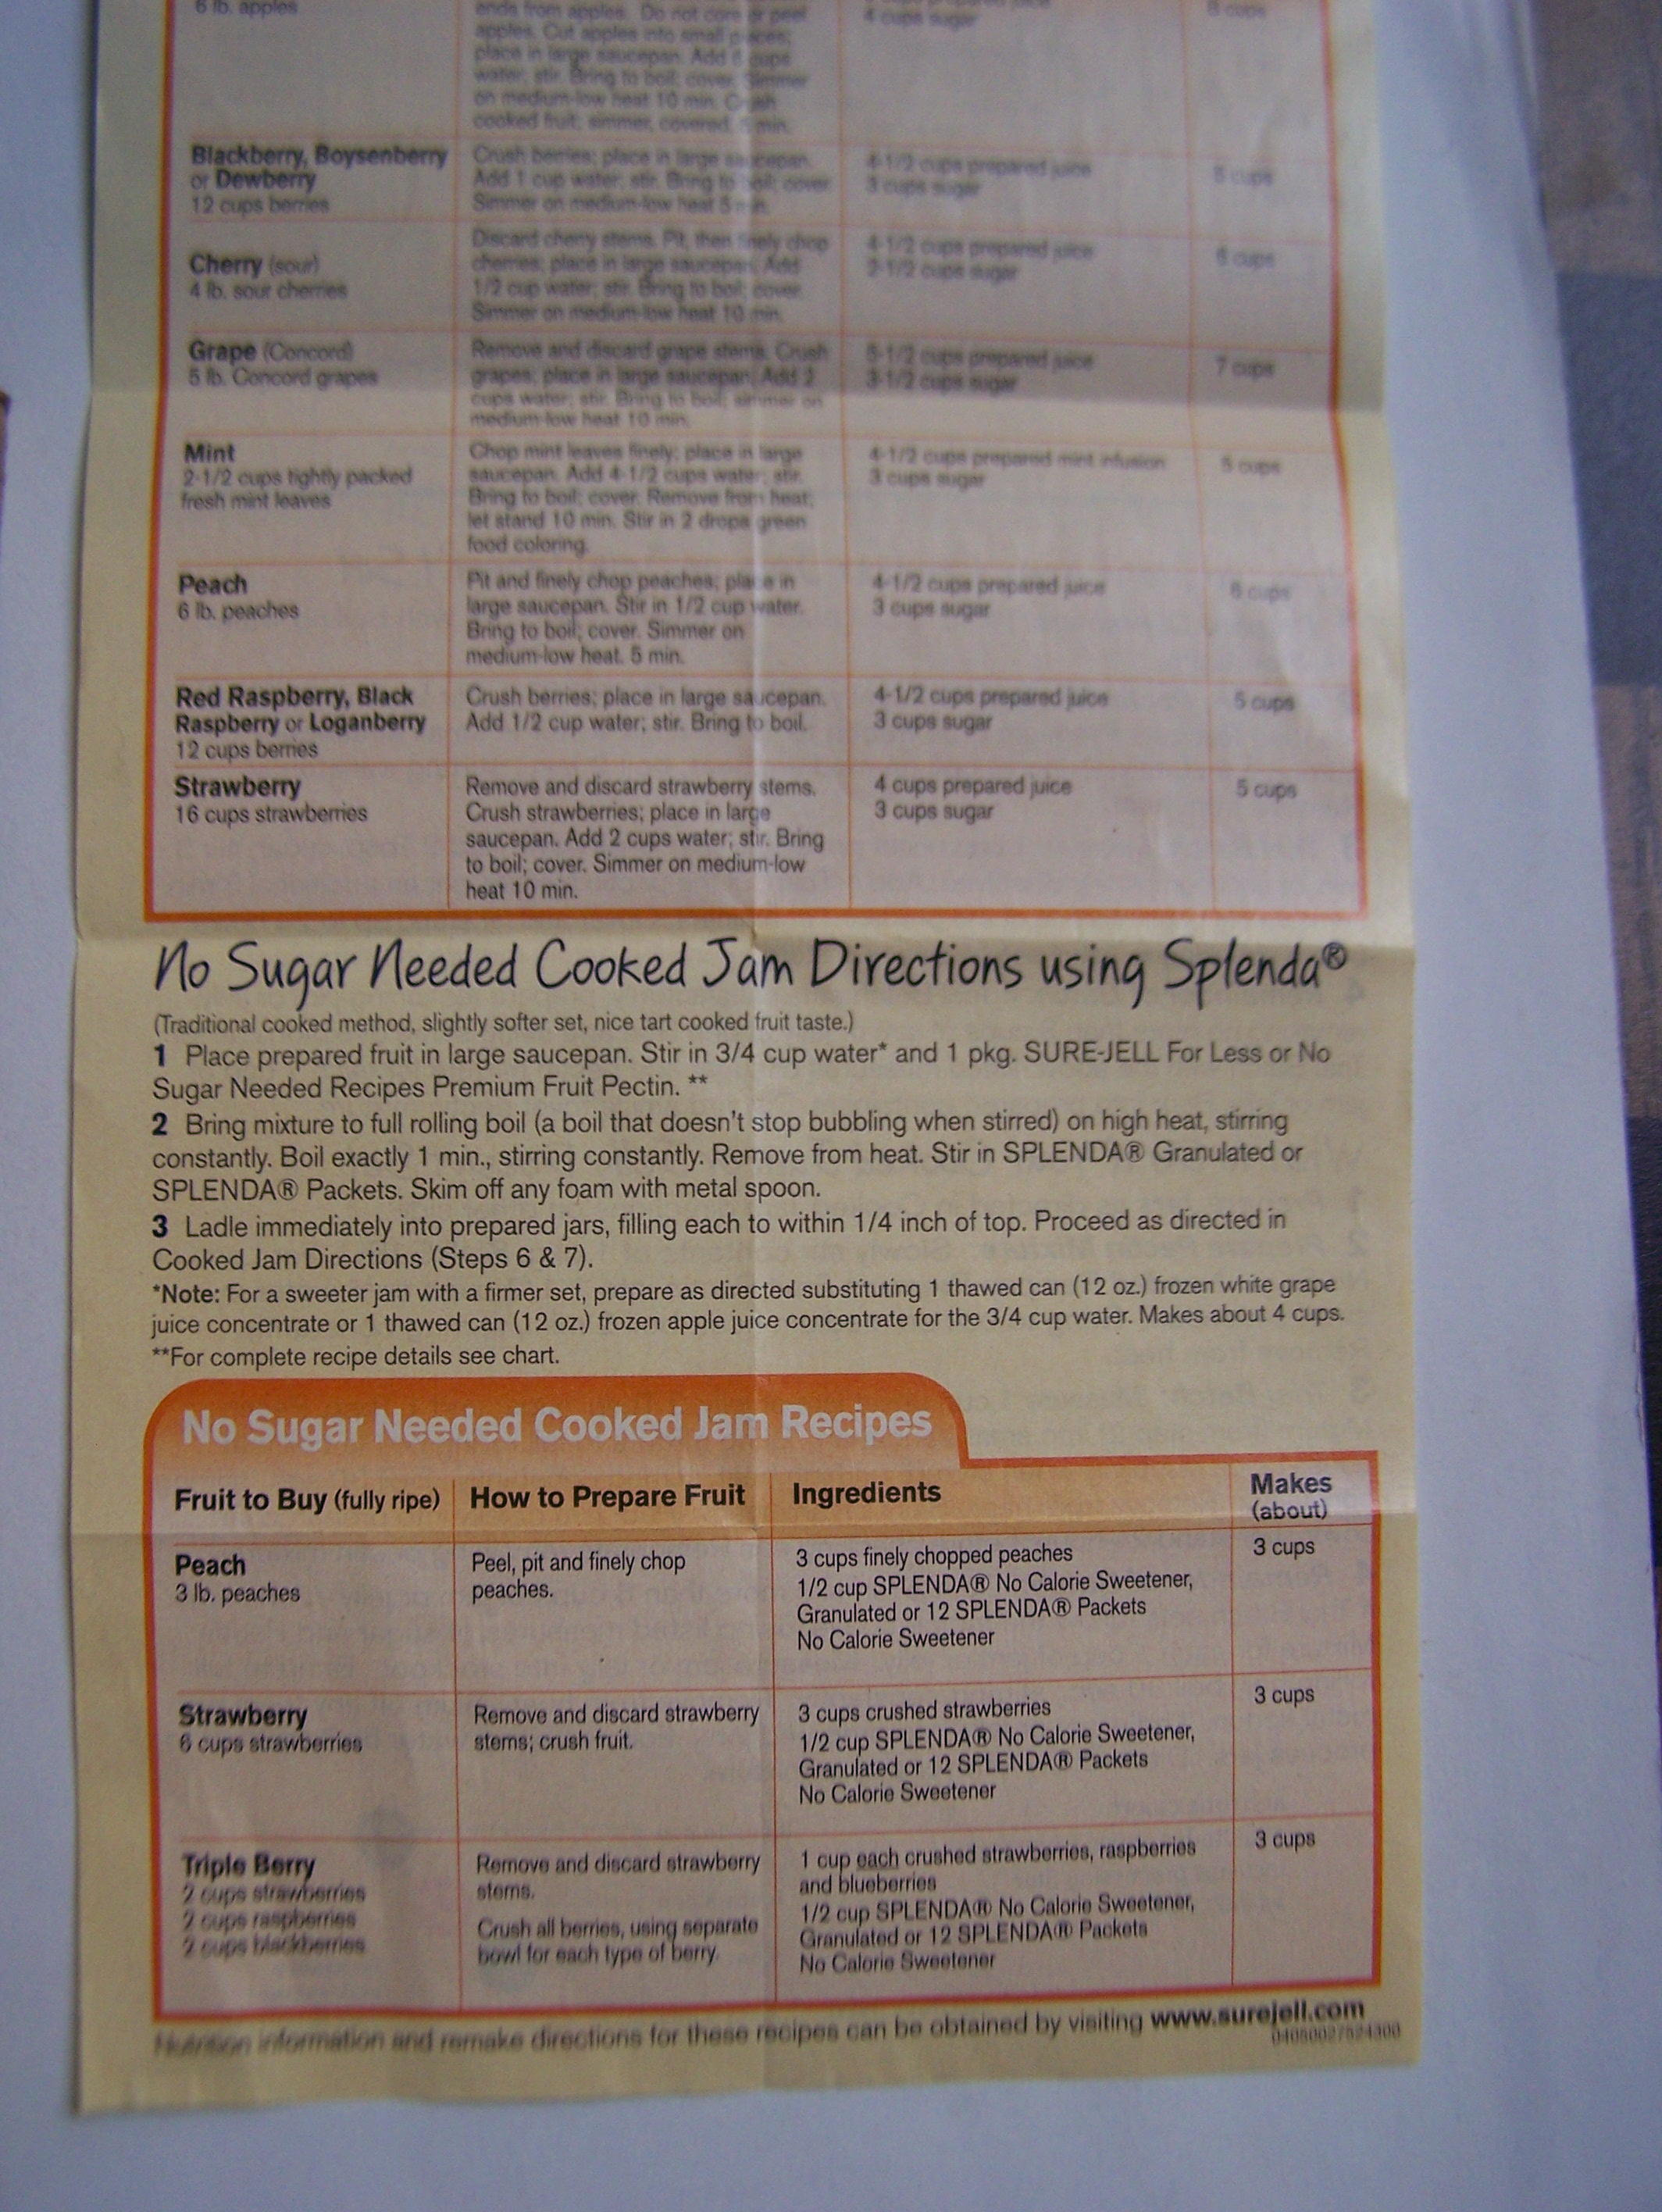 6 lb. apples
ends from apples. Do not core or peel
apples. Cut apples into small pieces;
place in large saucepan. Add cups
water; stir. Bring to boil; cover. Simmer
on medium-low heat 10 min. Crush
cooked fruit; simmer, covered, min.
4 cups sugar
cups
Blackberry, Boysenberry
or Dewberry
12 cups berries
Crush berries; place in large saucepan.
Add 1 cup water; stir. Bring to boil; cover.
Simmer on medium-low heat 5 min.
4-1/2 cups prepared juice
3 cups sugar
5 cups
Cherry (sour)
4 lb. sour cherries
Discard cherry stems. Pit, then finely chop
cherries; place in large saucepan. Add
1/2 cup water; stir. Bring to boil; cover.
Simmer on medium-low heat 10 min.
4-1/2 cups prepared juice
2-1/2 cups sugar
6 cups
Grape (Concord)
5 lb. Concord grapes
Remove and discard grape stems. Crush
grapes; place in large saucepan. Add 2
cups water; stir. Bring to boil; simmer on
medium-low heat 10 min.
5-1/2 cups prepared juice
3-1/2 cups sugar
7 cups
Mint
2-1/2 cups tightly packed
fresh mint leaves
Chop mint leaves finely; place in large
saucepan. Add 4-1/2 cups water; stir.
Bring to boil; cover. Remove from heat;
let stand 10 min. Stir in 2 drops green
food coloring.
4-1/2 cups prepared mint infusion
3 cups sugar
5 cups
Peach
6 lb. peaches
Pit and finely chop peaches; place in
large saucepan. Stir in 1/2 cup water.
Bring to boil; cover. Simmer on
medium-low heat. 5 min.
4-1/2 cups prepared juice
3 cups sugar
6 cups
Red Raspberry, Black
Raspberry or Loganberry
12 cups berries
Crush berries; place in large saucepan.
Add 1/2 cup water; stir. Bring to boil.
4-1/2 cups prepared juice
3 cups sugar
5 cups
Strawberry
16 cups strawberries
Remove and discard strawberry stems.
Crush strawberries; place in large
saucepan. Add 2 cups water; stir. Bring
to boil; cover. Simmer on medium-low
heat 10 min.
4 cups prepared juice
3 cups sugar
5 cups
No Sugar Needed Cooked Jam Directions using Splenda®
(Traditional cooked method, slightly softer set, nice tart cooked fruit taste.)
1 Place prepared fruit in large saucepan. Stir in 3/4 cup water* and 1 pkg. SURE-JELL For Less or No
Sugar Needed Recipes Premium Fruit Pectin. **
2 Bring mixture to full rolling boil (a boil that doesn't stop bubbling when stirred) on high heat, stirring
constantly. Boil exactly 1 min., stirring constantly. Remove from heat. Stir in SPLENDA® Granulated or
SPLENDA® Packets. Skim off any foam with metal spoon.
3 Ladle immediately into prepared jars, filling each to within 1/4 inch of top. Proceed as directed in
Cooked Jam Directions (Steps 6 & 7).
*Note: For a sweeter jam with a firmer set, prepare as directed substituting 1 thawed can (12 oz.) frozen white grape
juice concentrate or 1 thawed can (12 oz.) frozen apple juice concentrate for the 3/4 cup water. Makes about 4 cups.
**For complete recipe details see chart.
No Sugar Needed Cooked Jam Recipes
Fruit to Buy (fully ripe)
How to Prepare Fruit
Ingredients
Makes
(about)
Peach
3 lb. peaches
Peel, pit and finely chop
peaches.
3 cups finely chopped peaches
1/2 cup SPLENDA® No Calorie Sweetener,
Granulated or 12 SPLENDA® Packets
No Calorie Sweetener
3 cups
Strawberry
6 cups strawberries
Remove and discard strawberry
stems; crush fruit.
3 cups crushed strawberries
1/2 cup SPLENDA® No Calorie Sweetener,
Granulated or 12 SPLENDA® Packets
No Calorie Sweetener
3 cups
Triple Berry
2 cups strawberries
2 cups raspberries
2 cups blackberries
Remove and discard strawberry
stems.
Crush all berries, using separate
bowl for each type of berry.
1 cup each crushed strawberries, raspberries
and blueberries
1/2 cup SPLENDA® No Calorie Sweetener,
Granulated or 12 SPLENDA® Packets
No Calorie Sweetener
3 cups
Nutrition information and remake directions for these recipes can be obtained by visiting www.surejell.com